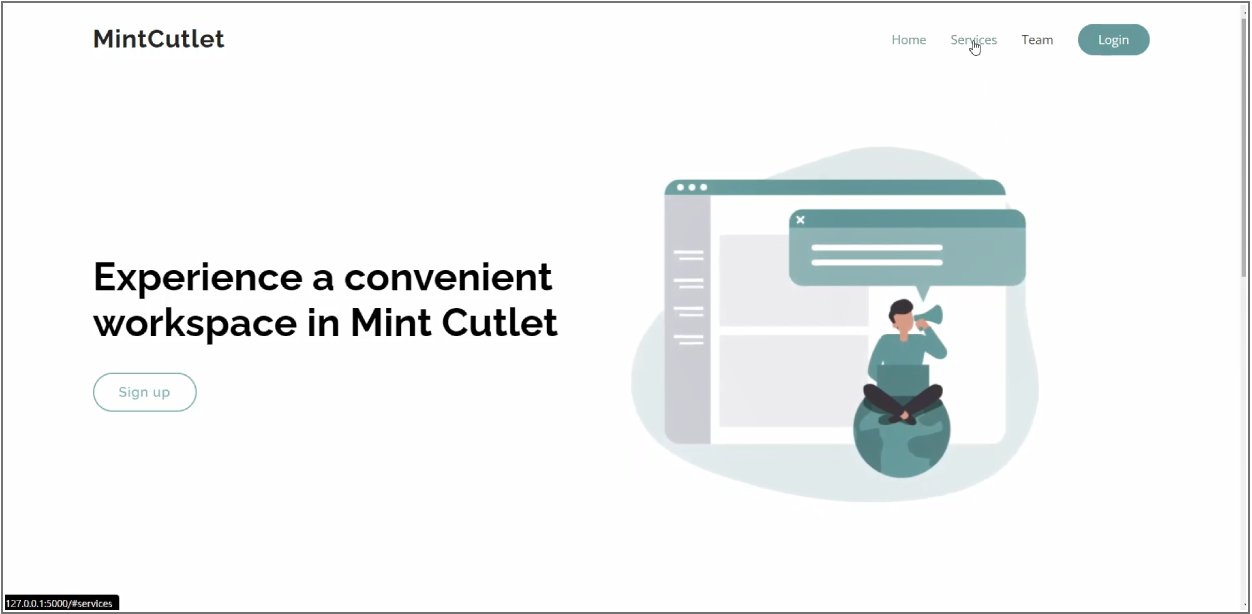 MintCutlet
Home Services Team Login
Experience a convenient
workspace in Mint Cutlet
Sign up
127.0.0.1:5000/#services